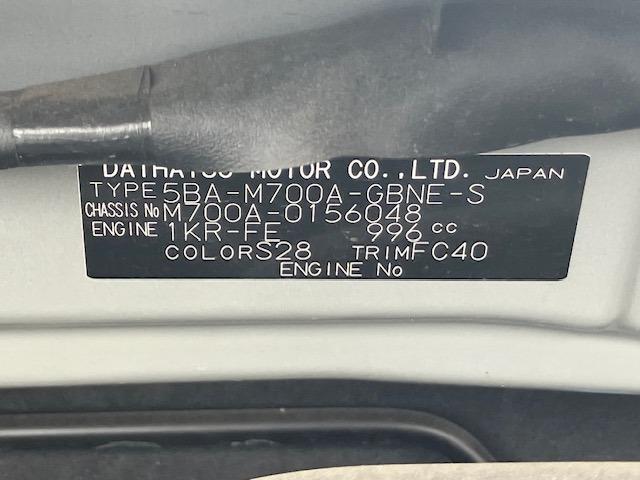 DAIHATSU MOTOR CO.,LTD. JAPAN
TYPE 5BA-M700A-GBNE-S
CHASSIS No M700A-0156048
ENGINE 1KR-FE 996 cc
COLOR S28 TRIM FC40
ENGINE No